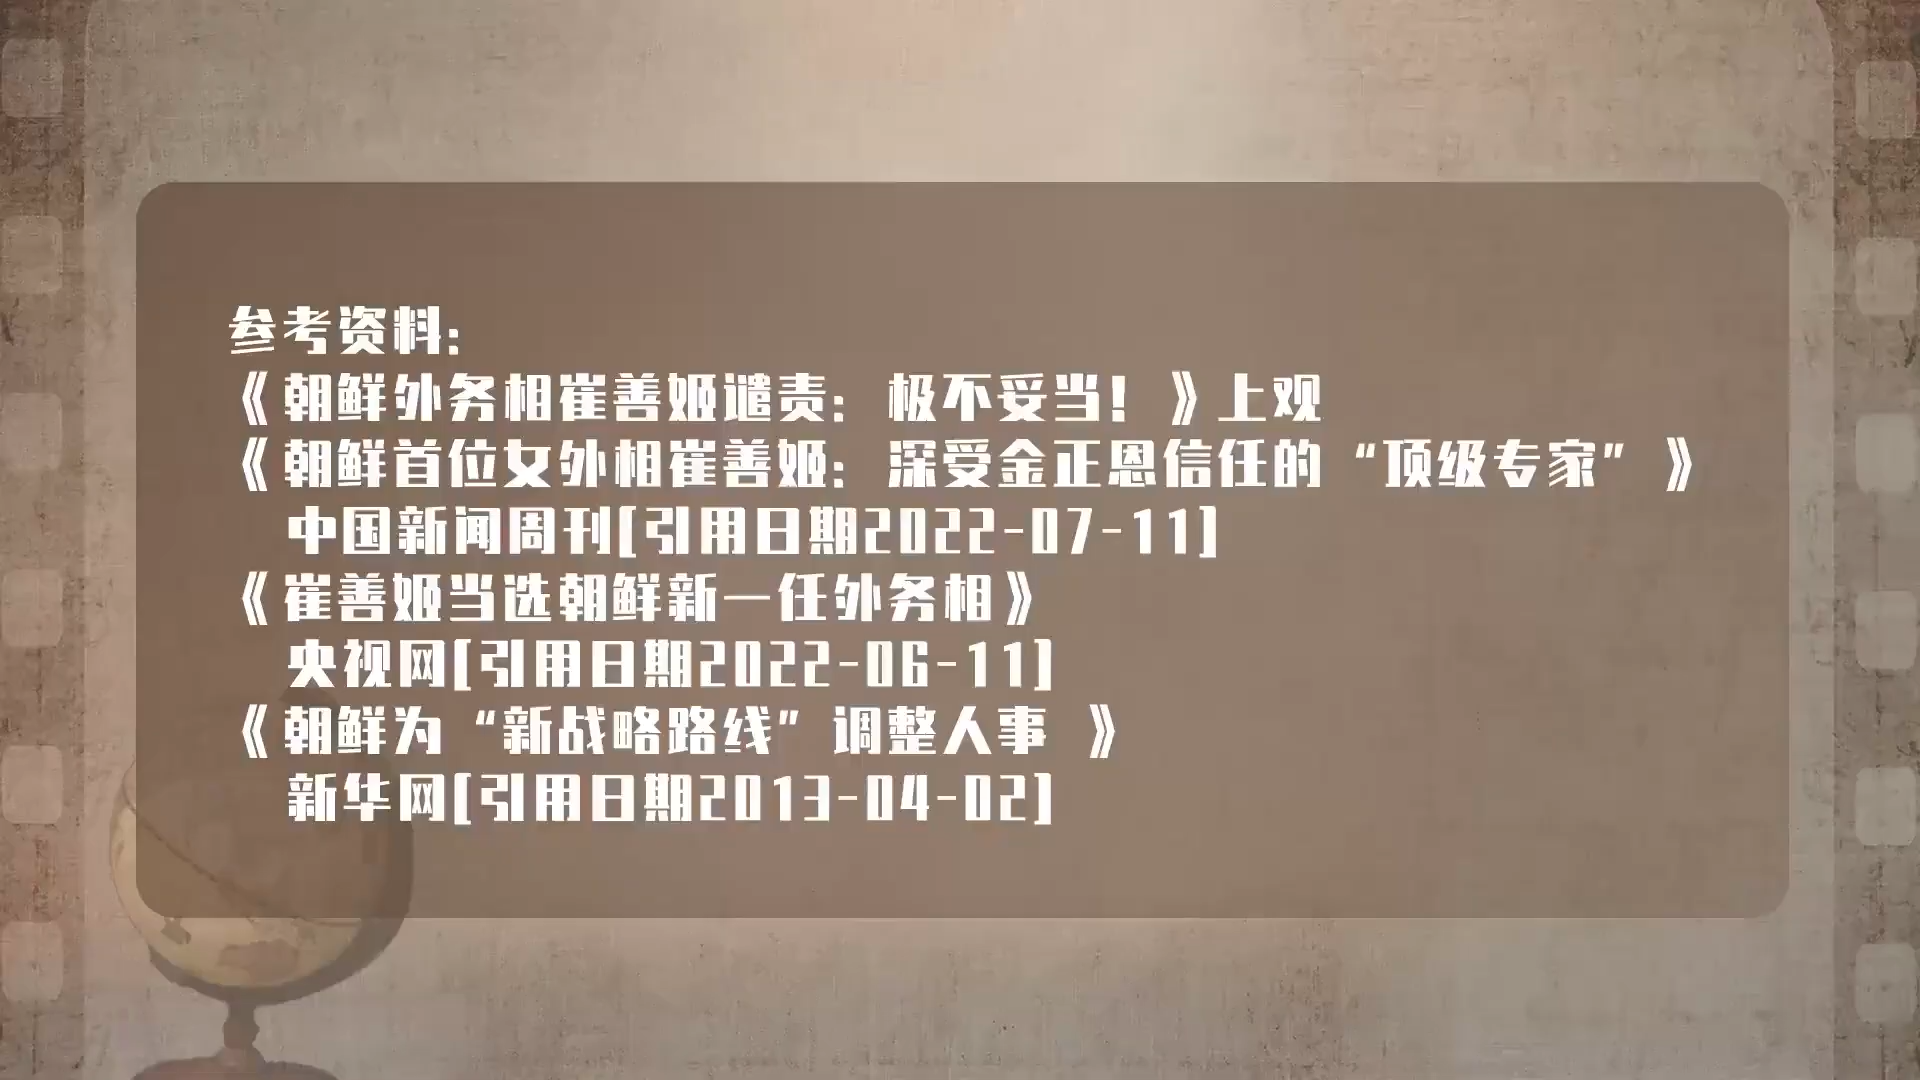 参考资料：
《朝鲜外务相崔善姬谴责：极不妥当！》上观
《朝鲜首位女外相崔善姬：深受金正恩信任的“顶级专家”》
中国新闻周刊[引用日期2022-07-11]
《崔善姬当选朝鲜新一任外务相》
央视网[引用日期2022-06-11]
《朝鲜为“新战略路线”调整人事 》
新华网[引用日期2013-04-02]